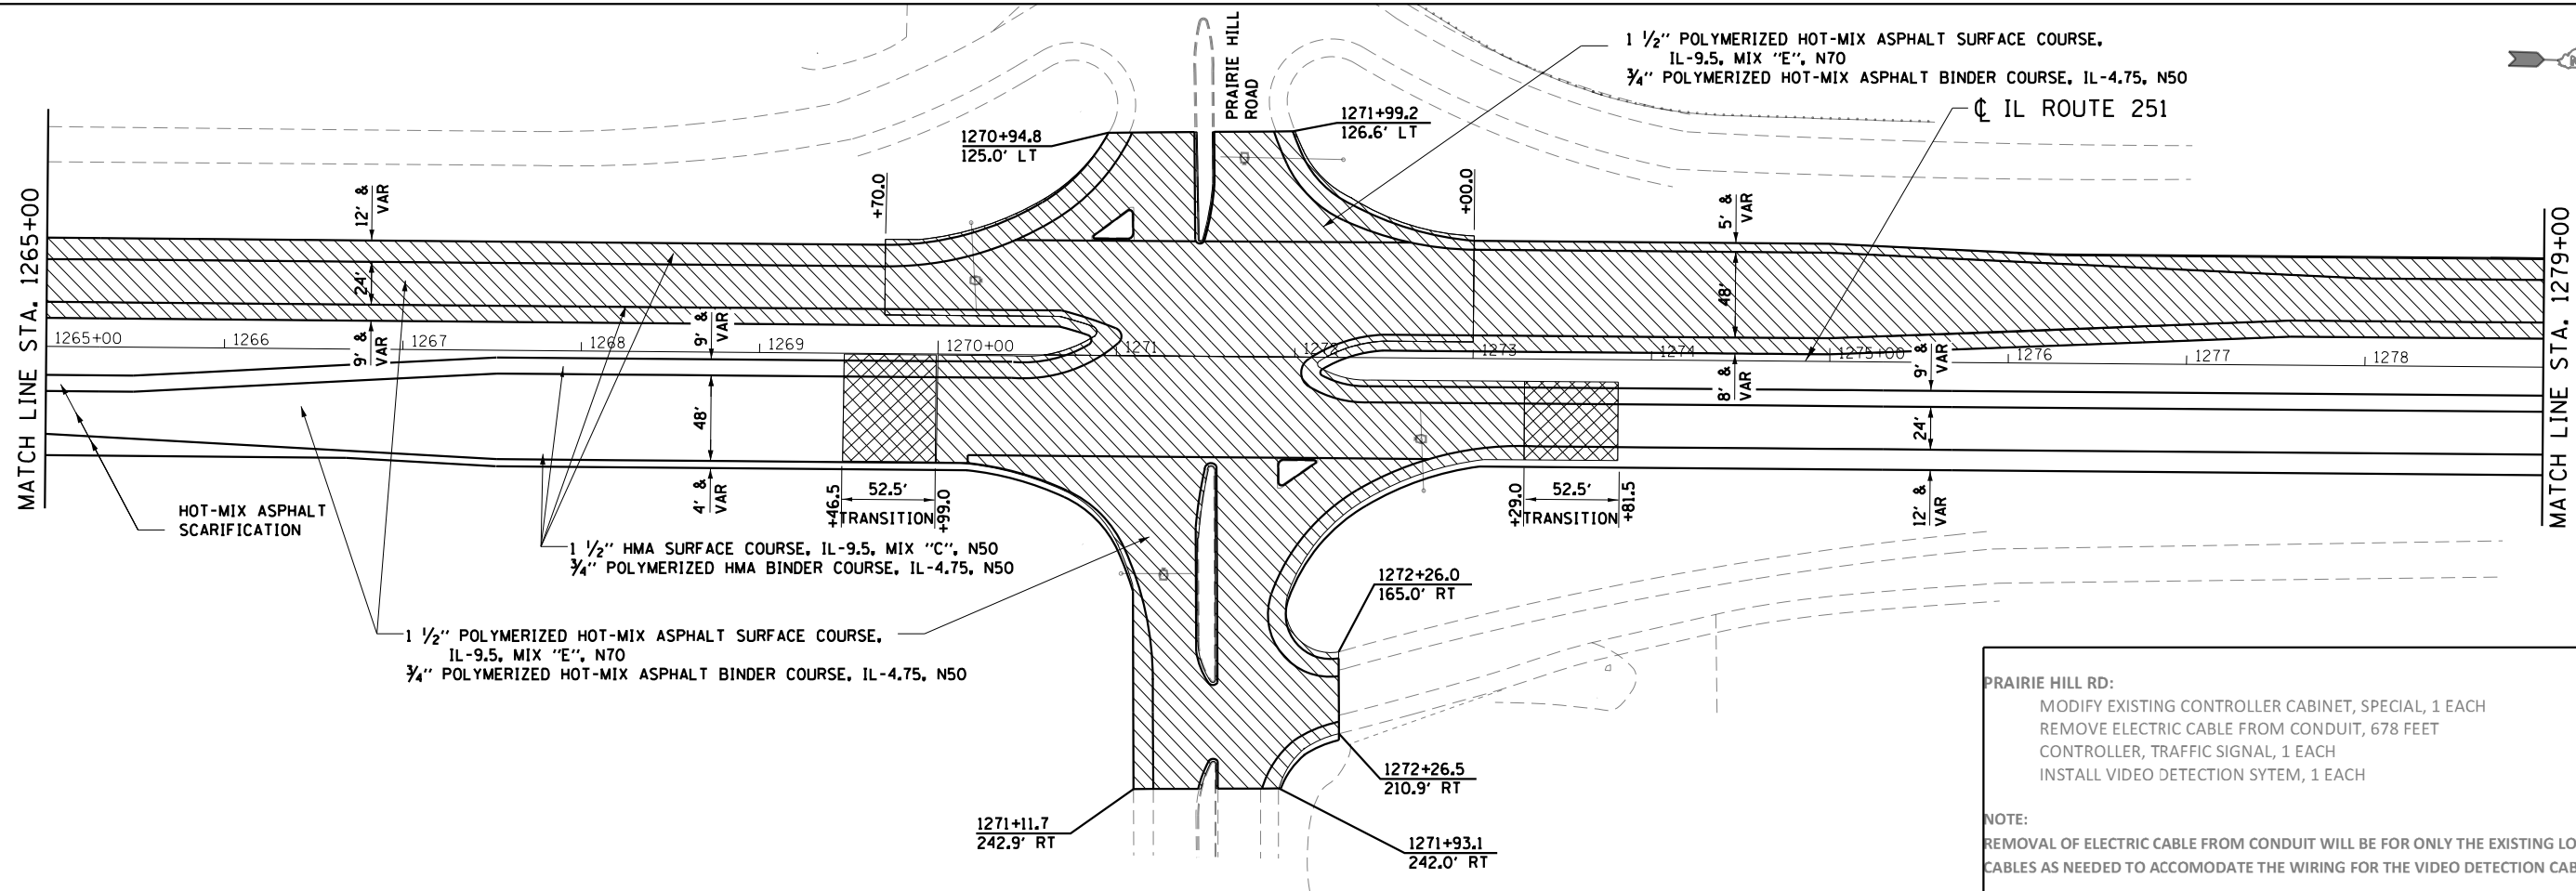 PRAIRIE HILL
ROAD
1 ½" POLYMERIZED HOT-MIX ASPHALT SURFACE COURSE,
IL-9.5, MIX "E", N70
¾" POLYMERIZED HOT-MIX ASPHALT BINDER COURSE, IL-4.75, N50
℄ IL ROUTE 251
1270+94.8
125.0' LT
1271+99.2
126.6' LT
MATCH LINE STA. 1265+00
12' &
VAR
+70.0
+00.0
5' &
VAR
MATCH LINE STA. 1279+00
24'
48'
9' &
VAR
9' &
VAR
1265+00
1266
1267
1268
1269
1270+00
1271
1272
1273
1274
1275+00
1276
1277
1278
8' &
VAR
9' &
VAR
48'
24'
4' &
VAR
+46.5
52.5'
TRANSITION
+99.0
+29.0
52.5'
TRANSITION
+81.5
12' &
VAR
HOT-MIX ASPHALT
SCARIFICATION
1 ½" HMA SURFACE COURSE, IL-9.5, MIX "C", N50
¾" POLYMERIZED HMA BINDER COURSE, IL-4.75, N50
1 ½" POLYMERIZED HOT-MIX ASPHALT SURFACE COURSE,
IL-9.5, MIX "E", N70
¾" POLYMERIZED HOT-MIX ASPHALT BINDER COURSE, IL-4.75, N50
1272+26.0
165.0' RT
1272+26.5
210.9' RT
1271+11.7
242.9' RT
1271+93.1
242.0' RT
PRAIRIE HILL RD:
MODIFY EXISTING CONTROLLER CABINET, SPECIAL, 1 EACH
REMOVE ELECTRIC CABLE FROM CONDUIT, 678 FEET
CONTROLLER, TRAFFIC SIGNAL, 1 EACH
INSTALL VIDEO DETECTION SYTEM, 1 EACH
NOTE:
REMOVAL OF ELECTRIC CABLE FROM CONDUIT WILL BE FOR ONLY THE EXISTING LO
CABLES AS NEEDED TO ACCOMODATE THE WIRING FOR THE VIDEO DETECTION CAB